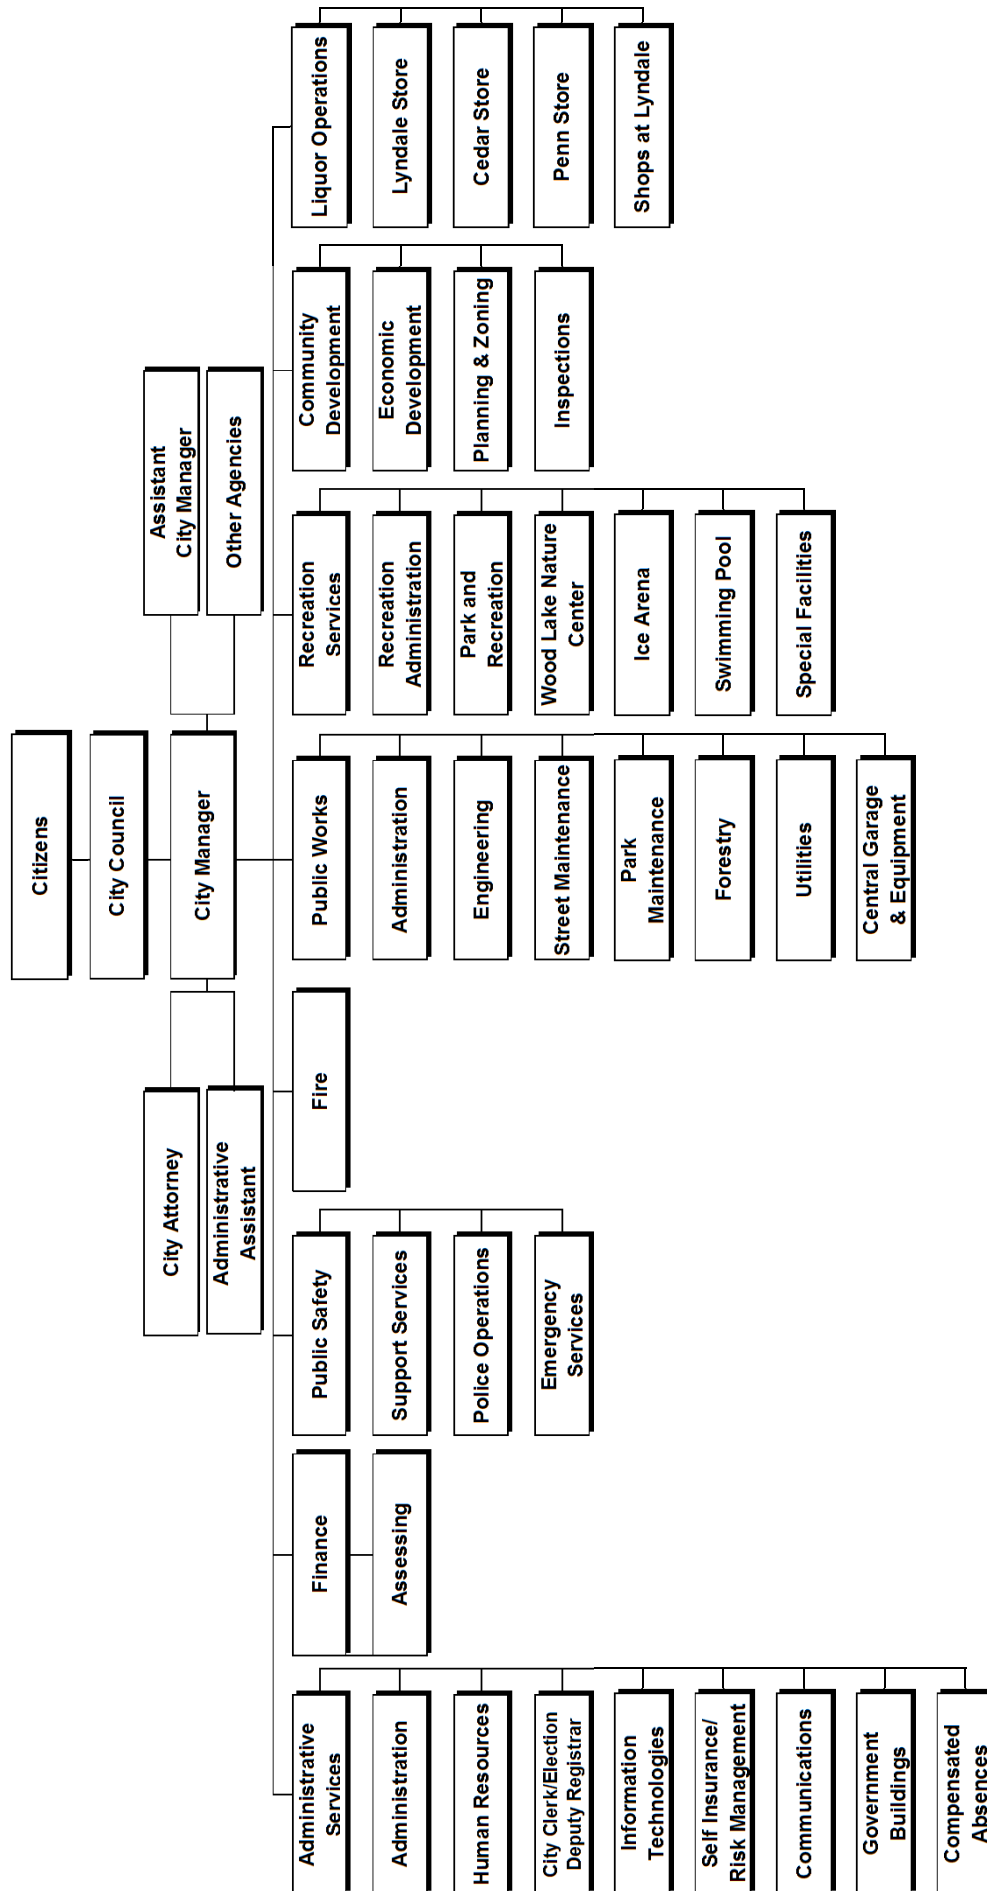 Citizens
City Council
City Manager
City Attorney
Administrative
Assistant
Assistant
City Manager
Other Agencies
Administrative
Services
Administration
Human Resources
City Clerk/Election
Deputy Registrar
Information
Technologies
Self Insurance/
Risk Management
Communications
Government
Buildings
Compensated
Absences
Finance
Assessing
Public Safety
Support Services
Police Operations
Emergency
Services
Fire
Public Works
Administration
Engineering
Street Maintenance
Park
Maintenance
Forestry
Utilities
Central Garage
& Equipment
Recreation
Services
Recreation
Administration
Park and
Recreation
Wood Lake Nature
Center
Ice Arena
Swimming Pool
Special Facilities
Community
Development
Economic
Development
Planning & Zoning
Inspections
Liquor Operations
Lyndale Store
Cedar Store
Penn Store
Shops at Lyndale